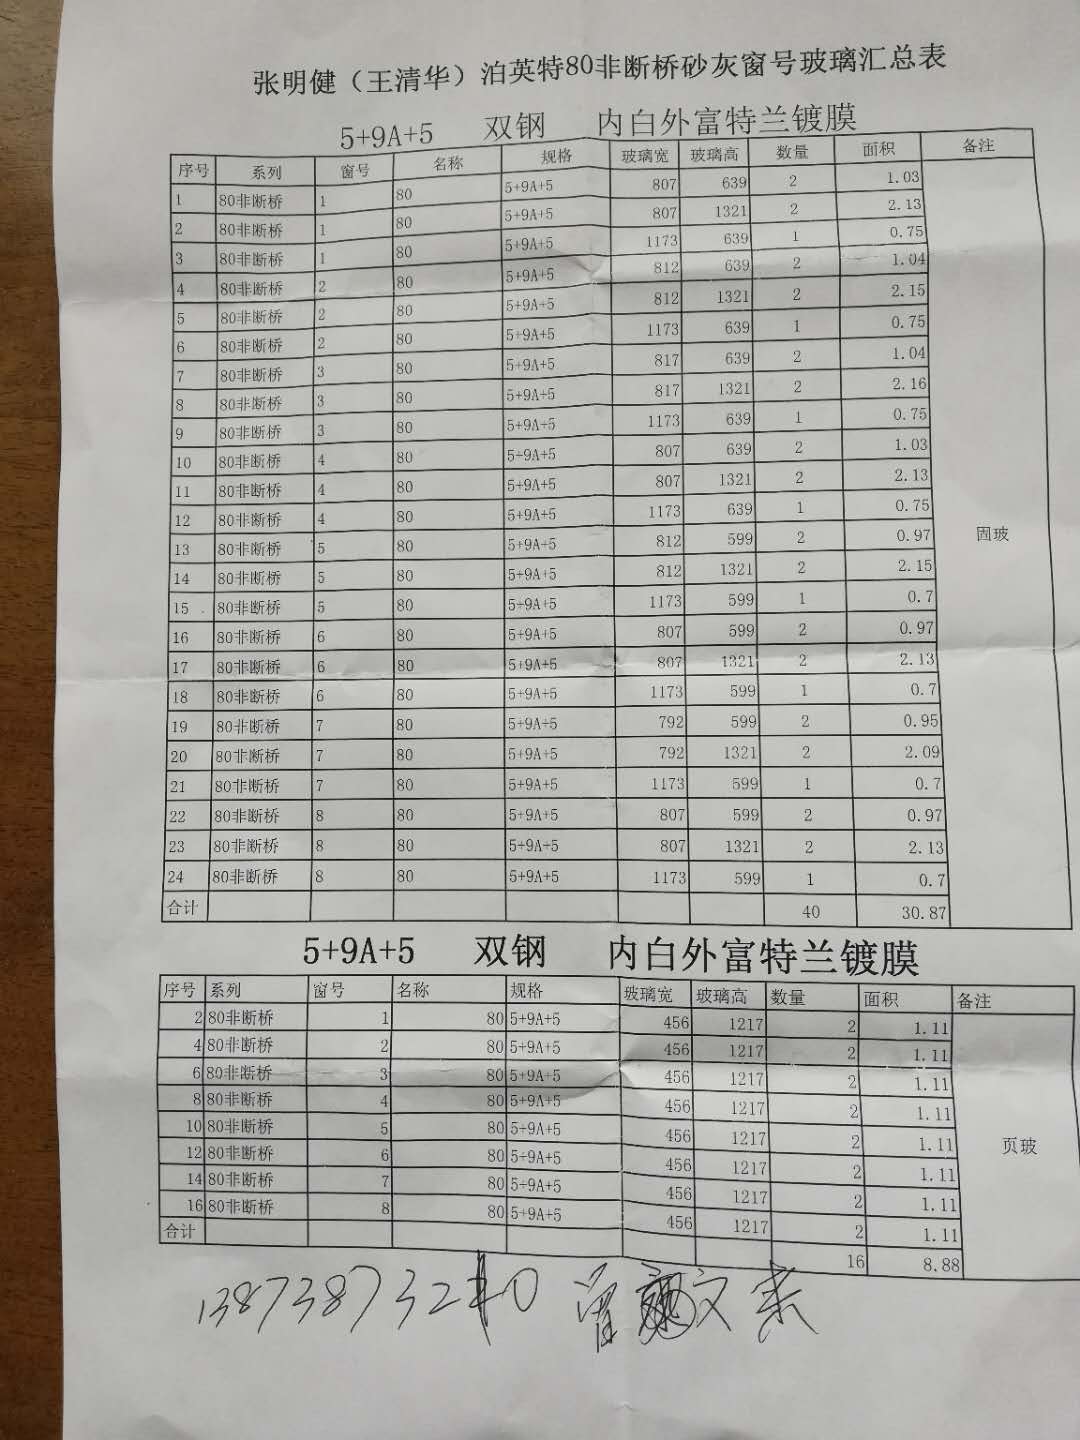 张明健（王清华）泊英特80非断桥砂灰窗号玻璃汇总表
5+9A+5 双钢 内白外富特兰镀膜
序号 系列 窗号 名称 规格 玻璃宽 玻璃高 数量 面积 备注
1 80非断桥 1 80 5+9A+5 807 639 2 1.03
2 80非断桥 1 80 5+9A+5 807 1321 2 2.13
3 80非断桥 1 80 5+9A+5 1173 639 1 0.75
4 80非断桥 2 80 5+9A+5 812 639 2 1.04
5 80非断桥 2 80 5+9A+5 812 1321 2 2.15
6 80非断桥 2 80 5+9A+5 1173 639 1 0.75
7 80非断桥 3 80 5+9A+5 817 639 2 1.04
8 80非断桥 3 80 5+9A+5 817 1321 2 2.16
9 80非断桥 3 80 5+9A+5 1173 639 1 0.75
10 80非断桥 4 80 5+9A+5 807 639 2 1.03
11 80非断桥 4 80 5+9A+5 807 1321 2 2.13
12 80非断桥 4 80 5+9A+5 1173 639 1 0.75
13 80非断桥 5 80 5+9A+5 812 599 2 0.97 固玻
14 80非断桥 5 80 5+9A+5 812 1321 2 2.15
15 80非断桥 5 80 5+9A+5 1173 599 1 0.7
16 80非断桥 6 80 5+9A+5 807 599 2 0.97
17 80非断桥 6 80 5+9A+5 807 1321 2 2.13
18 80非断桥 6 80 5+9A+5 1173 599 1 0.7
19 80非断桥 7 80 5+9A+5 792 599 2 0.95
20 80非断桥 7 80 5+9A+5 792 1321 2 2.09
21 80非断桥 7 80 5+9A+5 1173 599 1 0.7
22 80非断桥 8 80 5+9A+5 807 599 2 0.97
23 80非断桥 8 80 5+9A+5 807 1321 2 2.13
24 80非断桥 8 80 5+9A+5 1173 599 1 0.7
合计 40 30.87
5+9A+5 双钢 内白外富特兰镀膜
序号 系列 窗号 名称 规格 玻璃宽 玻璃高 数量 面积 备注
2 80非断桥 1 80 5+9A+5 456 1217 2 1.11
4 80非断桥 2 80 5+9A+5 456 1217 2 1.11
6 80非断桥 3 80 5+9A+5 456 1217 2 1.11
8 80非断桥 4 80 5+9A+5 456 1217 2 1.11
10 80非断桥 5 80 5+9A+5 456 1217 2 1.11 页玻
12 80非断桥 6 80 5+9A+5 456 1217 2 1.11
14 80非断桥 7 80 5+9A+5 456 1217 2 1.11
16 80非断桥 8 80 5+9A+5 456 1217 2 1.11
合计 16 8.88